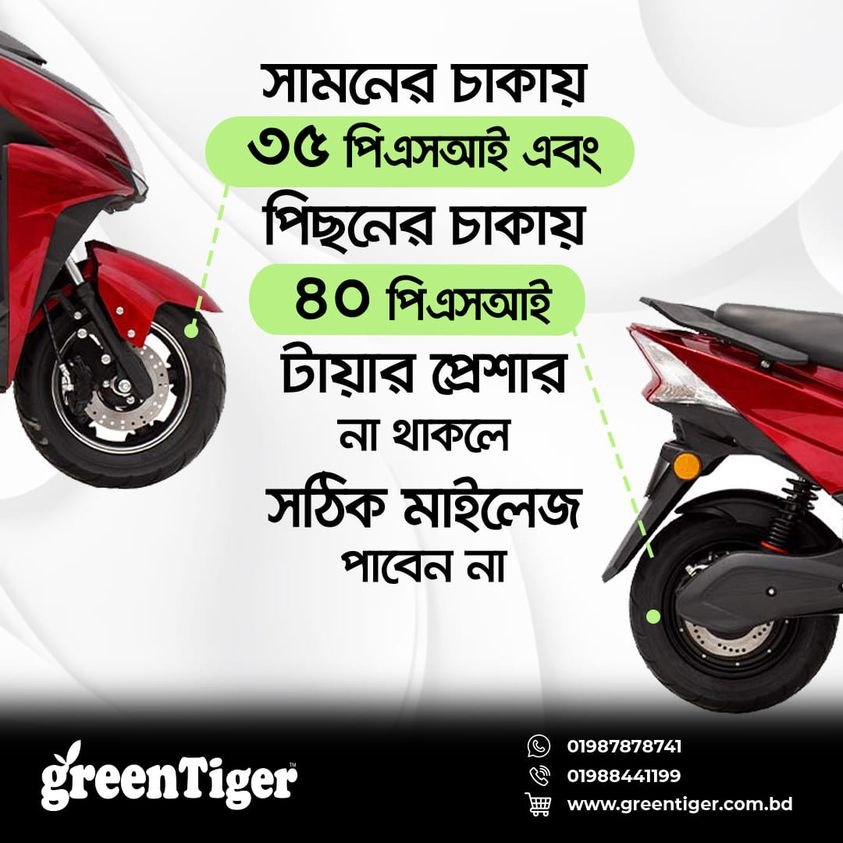 সামনের চাকায়
৩৫ পিএসআই এবং
পিছনের চাকায়
৪০ পিএসআই
টায়ার প্রেশার
না থাকলে
সঠিক মাইলেজ
পাবেন না
greenTiger™
01987878741
01988441199
www.greentiger.com.bd